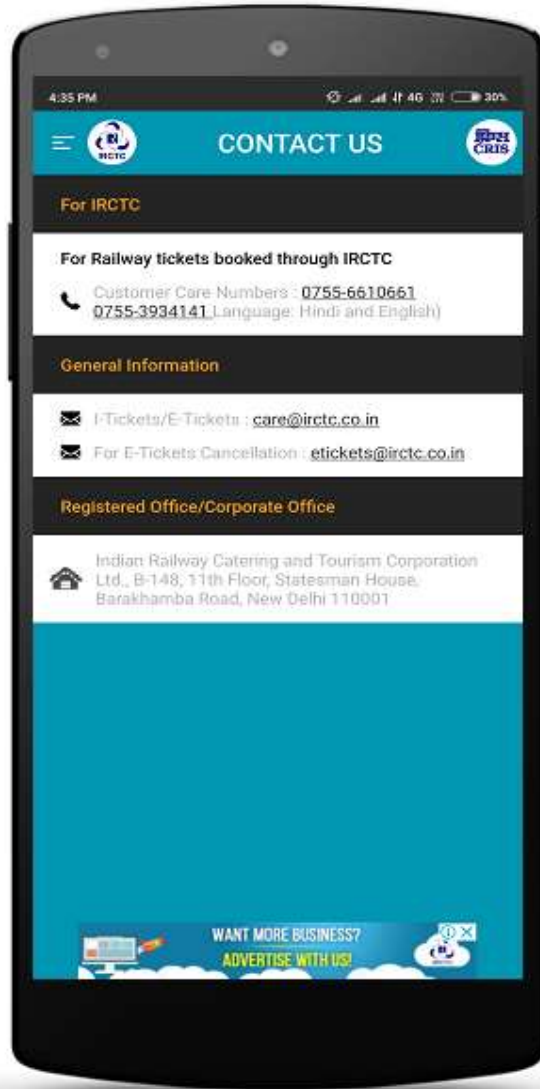 4:35 PM 4G 30%
IRCTC CONTACT US क्रिस CRIS
For IRCTC
For Railway tickets booked through IRCTC
Customer Care Numbers : 0755-6610661
0755-3934141 Language: Hindi and English)
General Information
I-Tickets/E-Tickets : care@irctc.co.in
For E-Tickets Cancellation : etickets@irctc.co.in
Registered Office/Corporate Office
Indian Railway Catering and Tourism Corporation
Ltd., B-148, 11th Floor, Statesman House,
Barakhamba Road, New Delhi 110001
WANT MORE BUSINESS?
ADVERTISE WITH US!